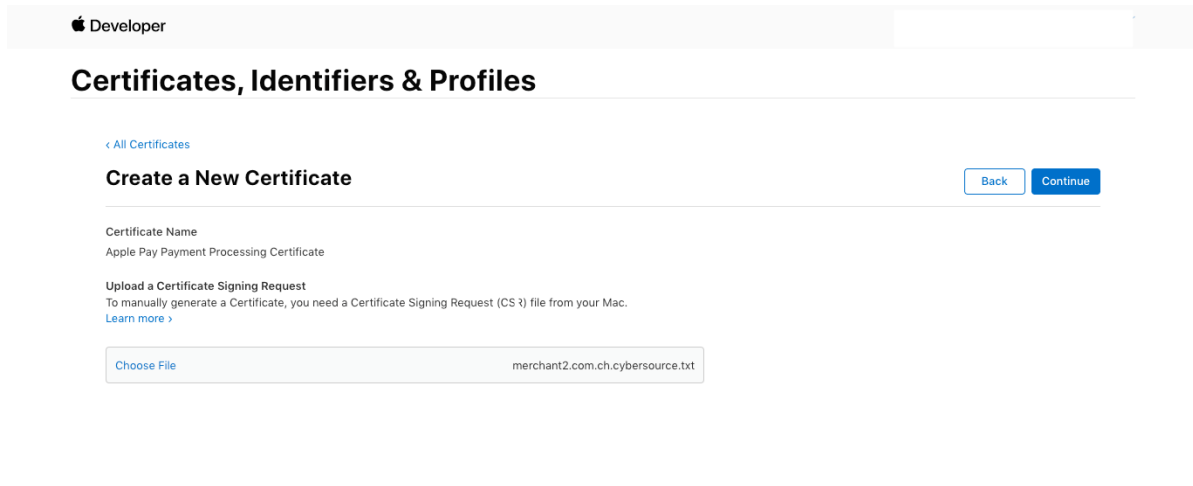 Developer
Certificates, Identifiers & Profiles
‹ All Certificates
Create a New Certificate
Back
Continue
Certificate Name
Apple Pay Payment Processing Certificate
Upload a Certificate Signing Request
To manually generate a Certificate, you need a Certificate Signing Request (CSR) file from your Mac.
Learn more ›
Choose File
merchant2.com.ch.cybersource.txt